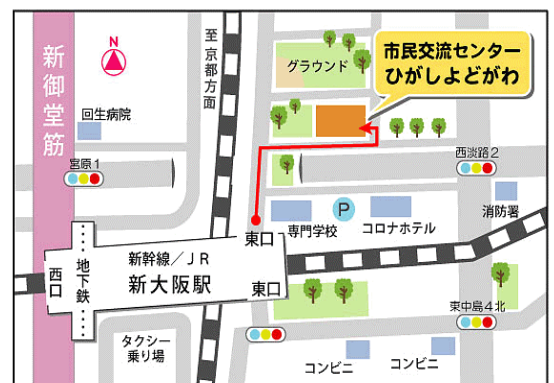 新御堂筋
N
至京都方面
グラウンド
市民交流センター
ひがしよどがわ
回生病院
宮原1
西淡路2
消防署
専門学校
P
コロナホテル
東口
新幹線／JR
新大阪駅
東口
西口
地下鉄
東中島4北
タクシー
乗り場
コンビニ
コンビニ